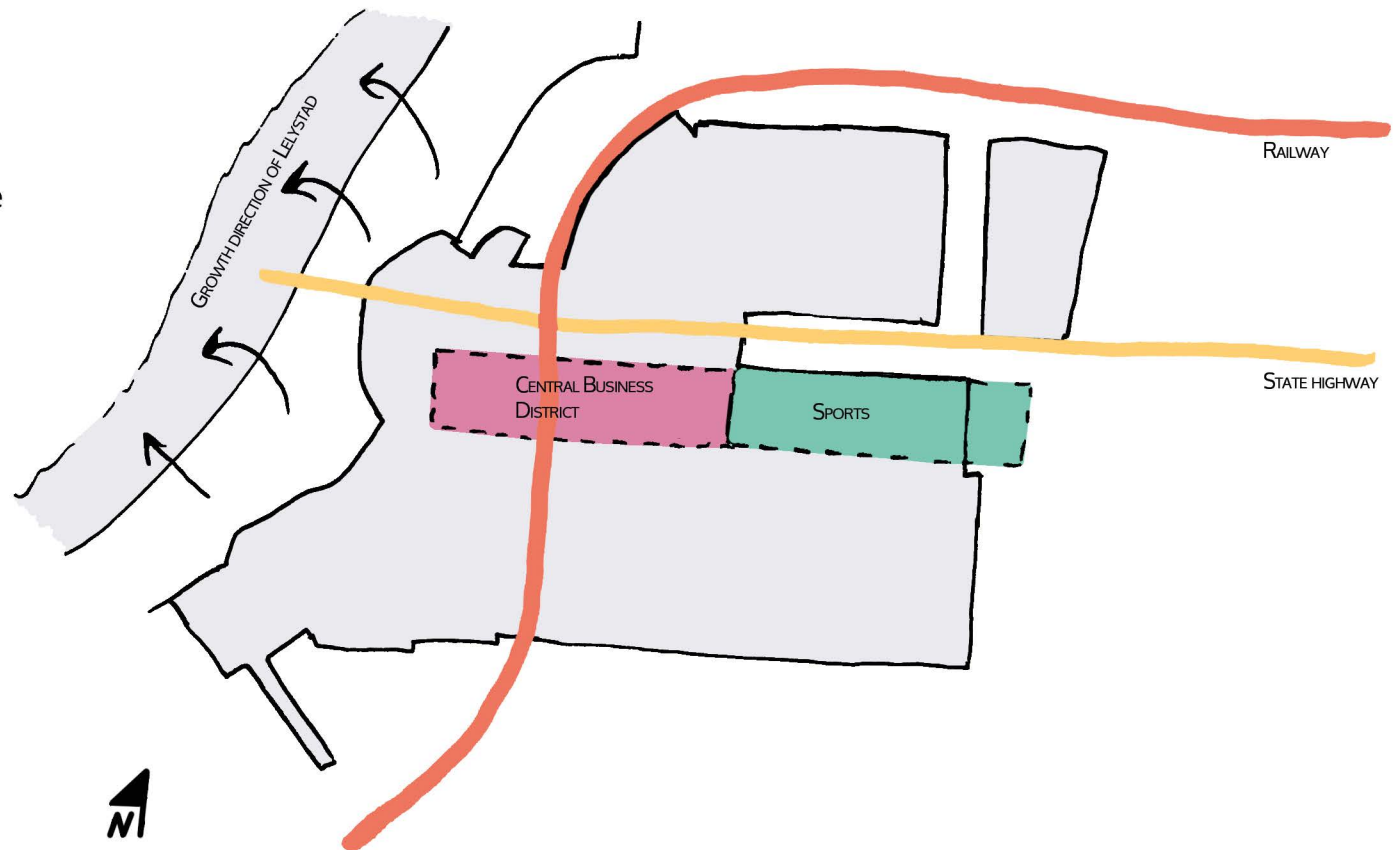 Growth direction of Lelystad
Railway
State highway
Central Business
District
Sports
N